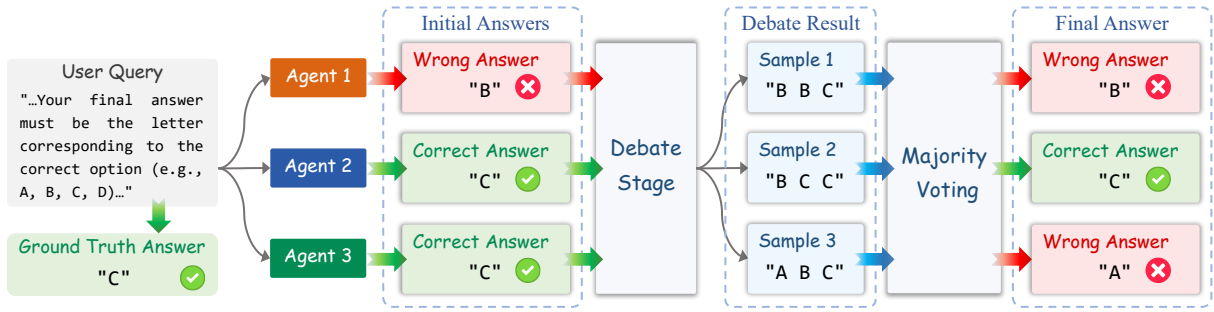 User Query
"…Your final answer
must be the letter
corresponding to the
correct option (e.g.,
A, B, C, D)…"
Ground Truth Answer
"C"
Agent 1
Agent 2
Agent 3
Initial Answers
Wrong Answer
"B"
Correct Answer
"C"
Correct Answer
"C"
Debate
Stage
Debate Result
Sample 1
"B B C"
Sample 2
"B C C"
Sample 3
"A B C"
Majority
Voting
Final Answer
Wrong Answer
"B"
Correct Answer
"C"
Wrong Answer
"A"